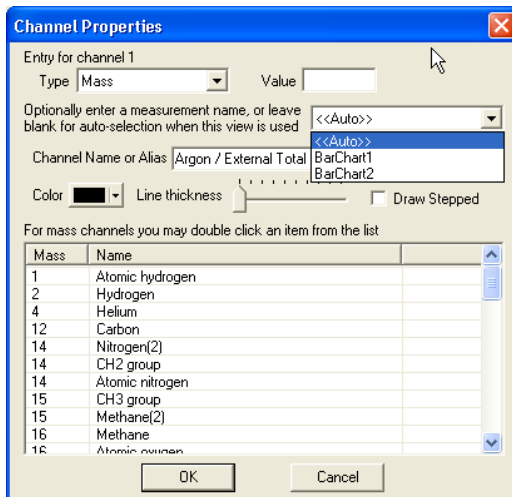 Channel Properties
Entry for channel 1
Type Mass Value
Optionally enter a measurement name, or leave
blank for auto-selection when this view is used
<<Auto>>
<<Auto>>
BarChart1
BarChart2
Channel Name or Alias Argon / External Total
Color Line thickness Draw Stepped
For mass channels you may double click an item from the list
Mass Name
1 Atomic hydrogen
2 Hydrogen
4 Helium
12 Carbon
14 Nitrogen(2)
14 CH2 group
14 Atomic nitrogen
15 CH3 group
15 Methane(2)
16 Methane
16 Atomic oxygen
OK Cancel